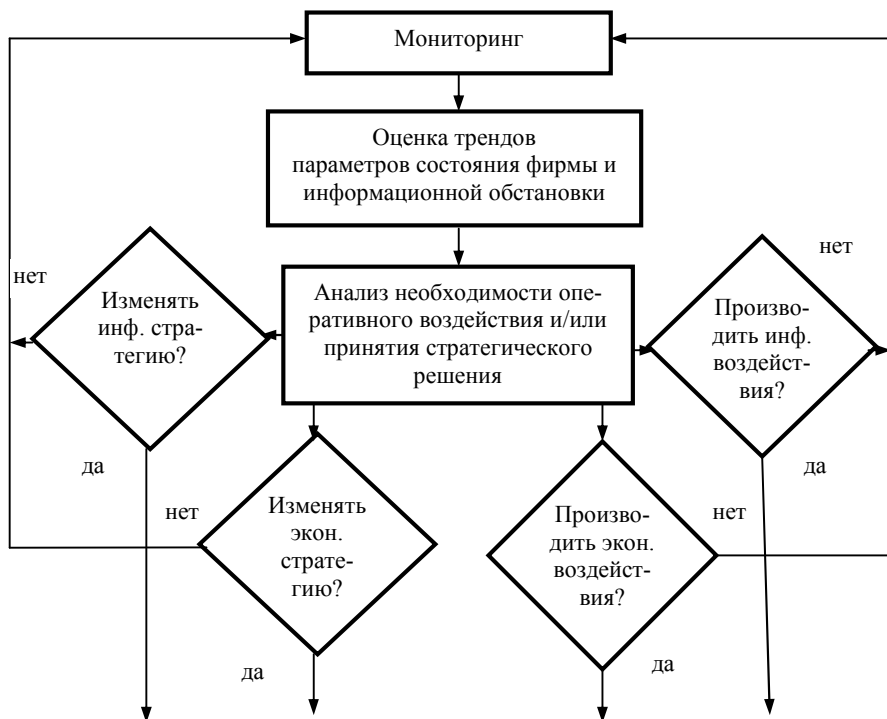 Мониторинг
Оценка трендов
параметров состояния фирмы и
информационной обстановки
нет
Изменять
инф. стра-
тегию?
Анализ необходимости опе-
ративного воздействия и/или
принятия стратегического
решения
нет
Произво-
дить инф.
воздейст-
вия?
да
нет
Изменять
экон.
страте-
гию?
Произво-
дить экон.
воздейст-
вия?
нет
да
да
да